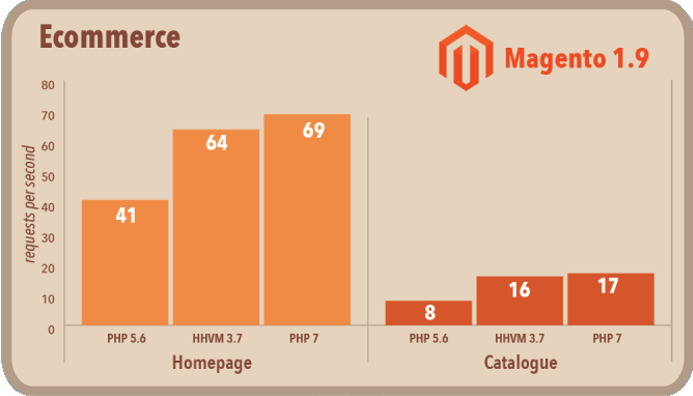 Ecommerce
Magento 1.9
requests per second
80
70
60
50
40
30
20
10
0
41
64
69
8
16
17
PHP 5.6
HHVM 3.7
PHP 7
PHP 5.6
HHVM 3.7
PHP 7
Homepage
Catalogue